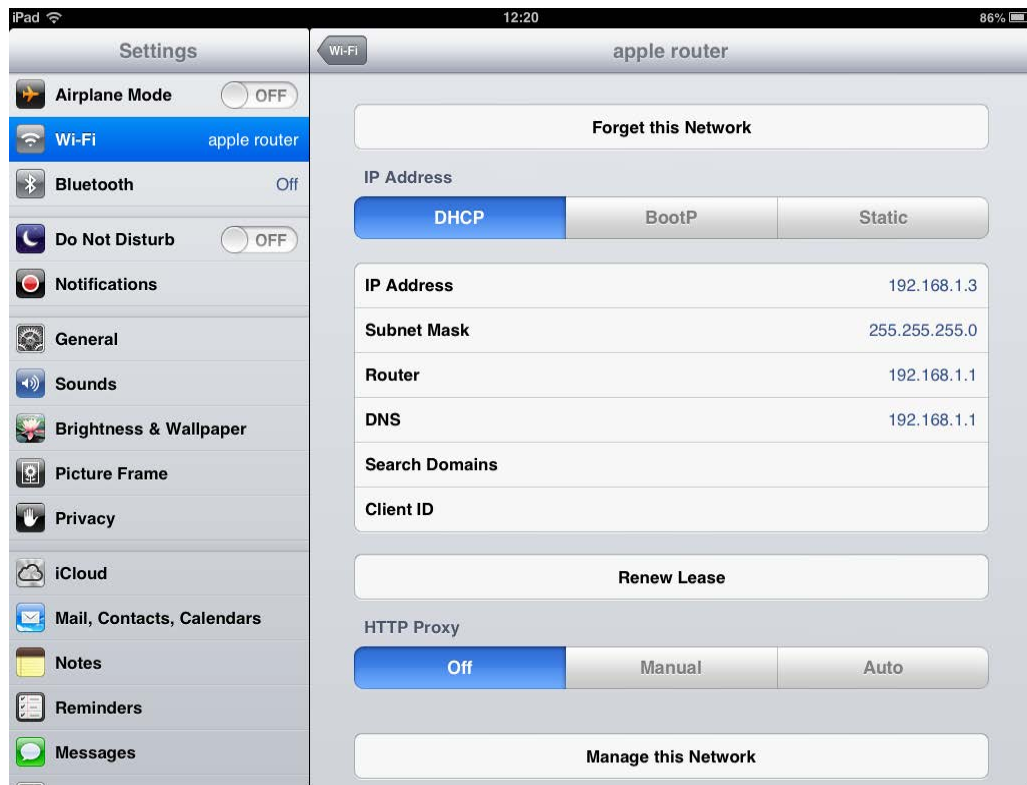 iPad 12:20 86%
Settings
Wi-Fi apple router
Airplane Mode OFF
Wi-Fi apple router
Bluetooth Off
Do Not Disturb OFF
Notifications
General
Sounds
Brightness & Wallpaper
Picture Frame
Privacy
iCloud
Mail, Contacts, Calendars
Notes
Reminders
Messages
Forget this Network
IP Address
DHCP BootP Static
IP Address 192.168.1.3
Subnet Mask 255.255.255.0
Router 192.168.1.1
DNS 192.168.1.1
Search Domains
Client ID
Renew Lease
HTTP Proxy
Off Manual Auto
Manage this Network